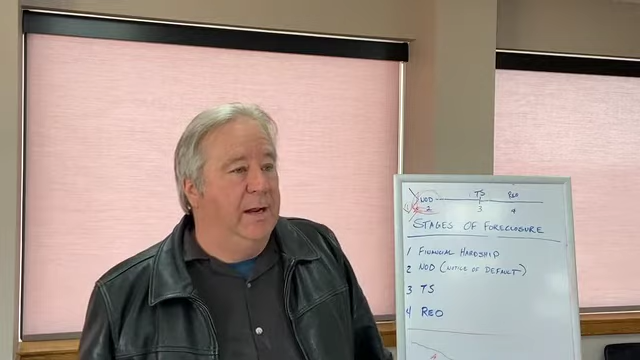 TS REO
NOD
2 3 4
STAGES OF FORECLOSURE
1 FINANCIAL HARDSHIP
2 NOD (NOTICE OF DEFAULT)
3 TS
4 REO